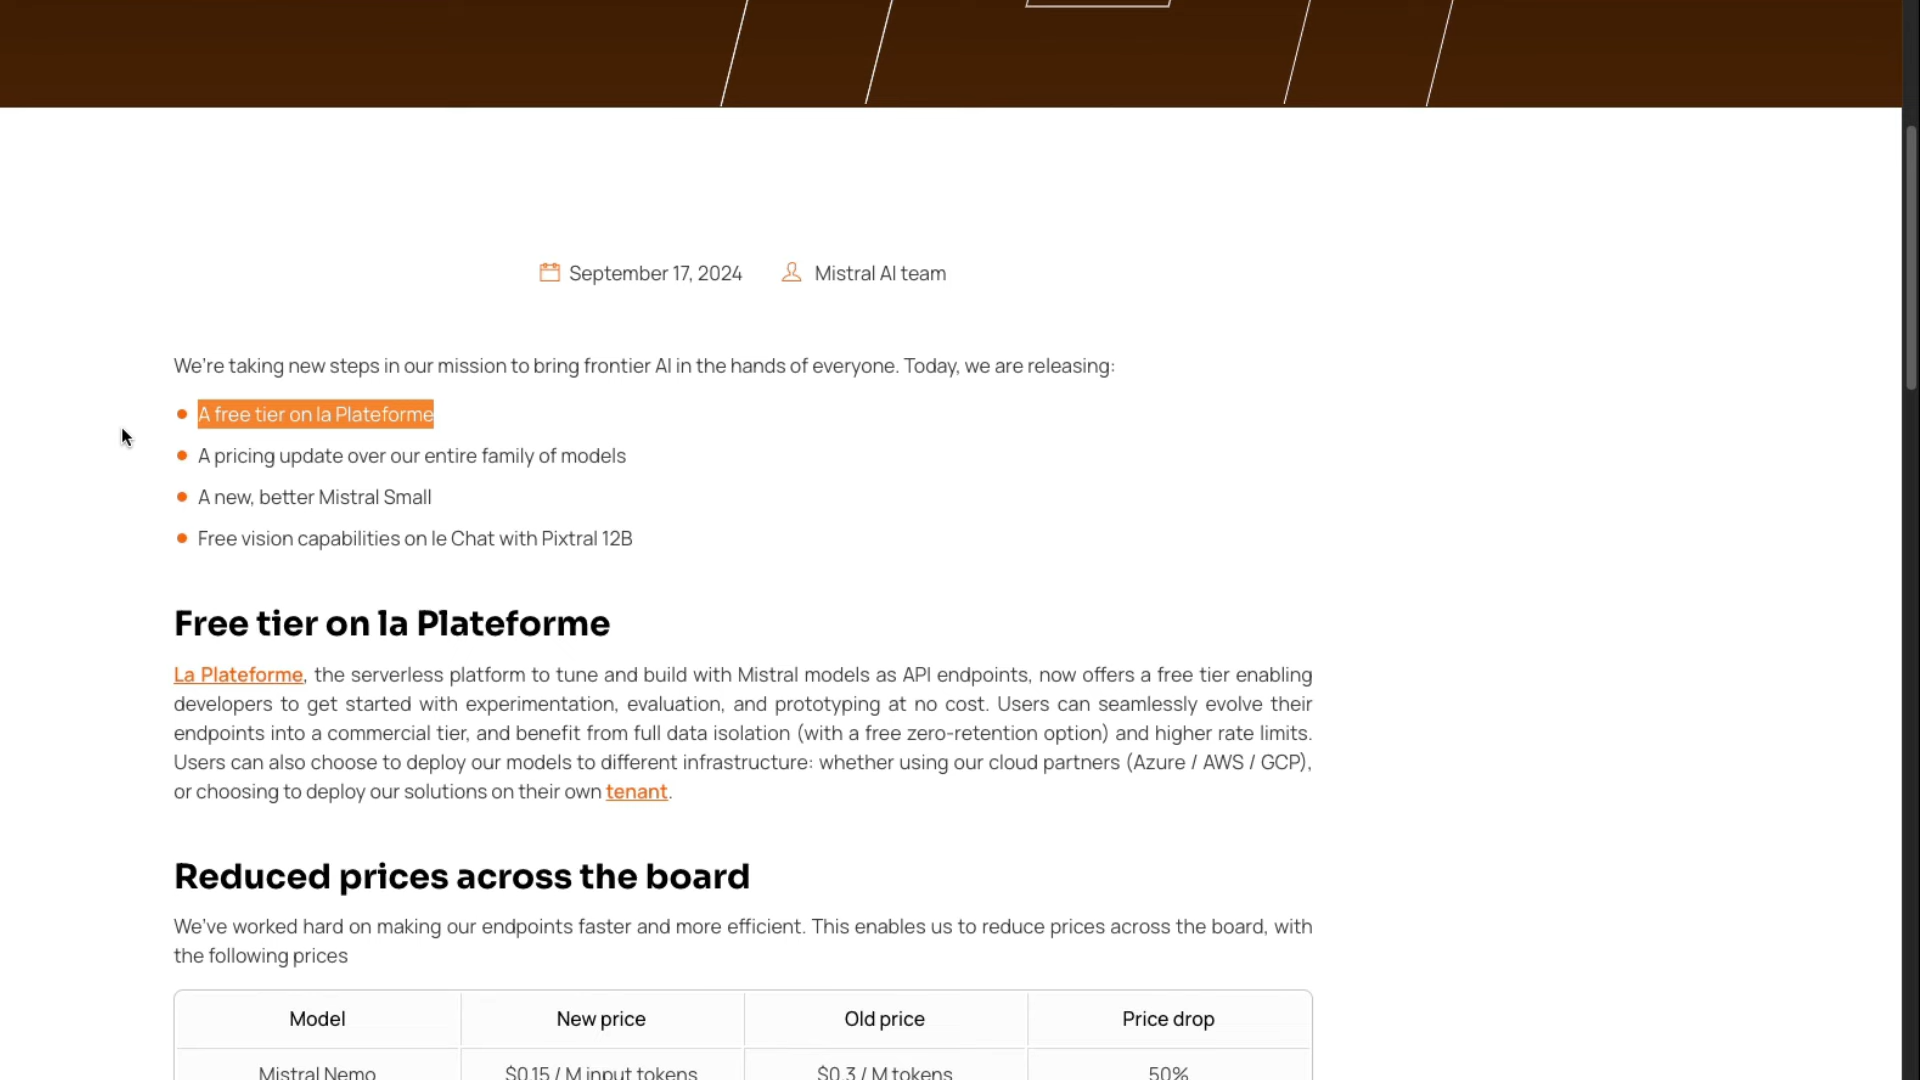 September 17, 2024
Mistral AI team
We're taking new steps in our mission to bring frontier AI in the hands of everyone. Today, we are releasing:
A free tier on la Plateforme
A pricing update over our entire family of models
A new, better Mistral Small
Free vision capabilities on le Chat with Pixtral 12B
Free tier on la Plateforme
La Plateforme, the serverless platform to tune and build with Mistral models as API endpoints, now offers a free tier enabling
developers to get started with experimentation, evaluation, and prototyping at no cost. Users can seamlessly evolve their
endpoints into a commercial tier, and benefit from full data isolation (with a free zero-retention option) and higher rate limits.
Users can also choose to deploy our models to different infrastructure: whether using our cloud partners (Azure / AWS / GCP),
or choosing to deploy our solutions on their own tenant.
Reduced prices across the board
We've worked hard on making our endpoints faster and more efficient. This enables us to reduce prices across the board, with
the following prices
Model New price Old price Price drop
Mistral Nemo $0.15 / M input tokens $0.3 / M tokens 50%